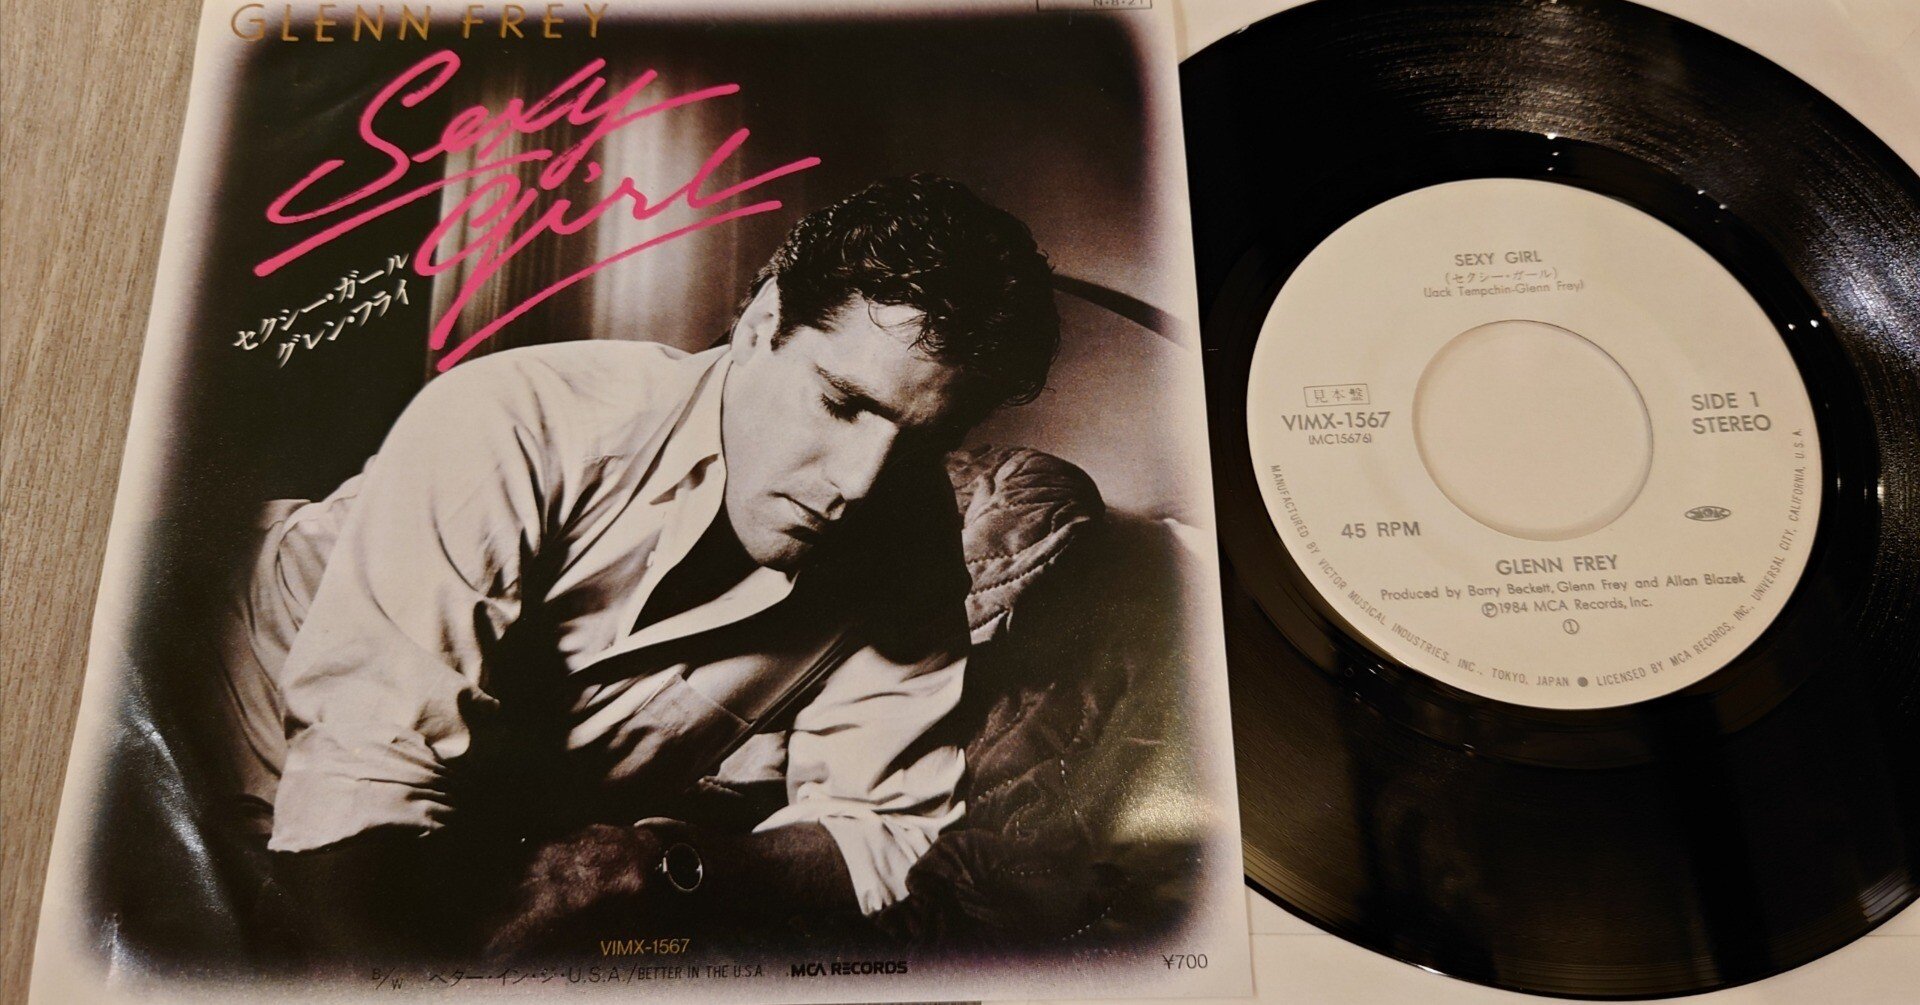 GLENN FREY
Sexy
Girl
セクシー・ガール
グレン・フライ
VIMX-1567
B/W ベター・イン・ジ・U.S.A./BETTER IN THE U.S.A MCA RECORDS
¥700
N·8·21
SEXY GIRL
(セクシー・ガール)
(Jack Tempchin-Glenn Frey)
見本盤
VIMX-1567
(MC15676)
SIDE 1
STEREO
45 RPM
GLENN FREY
Produced by Barry Beckett, Glenn Frey and Allan Blazek
Ⓟ1984 MCA Records, Inc.
①
MANUFACTURED BY VICTOR MUSICAL INDUSTRIES, INC., TOKYO, JAPAN ● LICENSED BY MCA RECORDS, INC., UNIVERSAL CITY, CALIFORNIA, U.S.A.